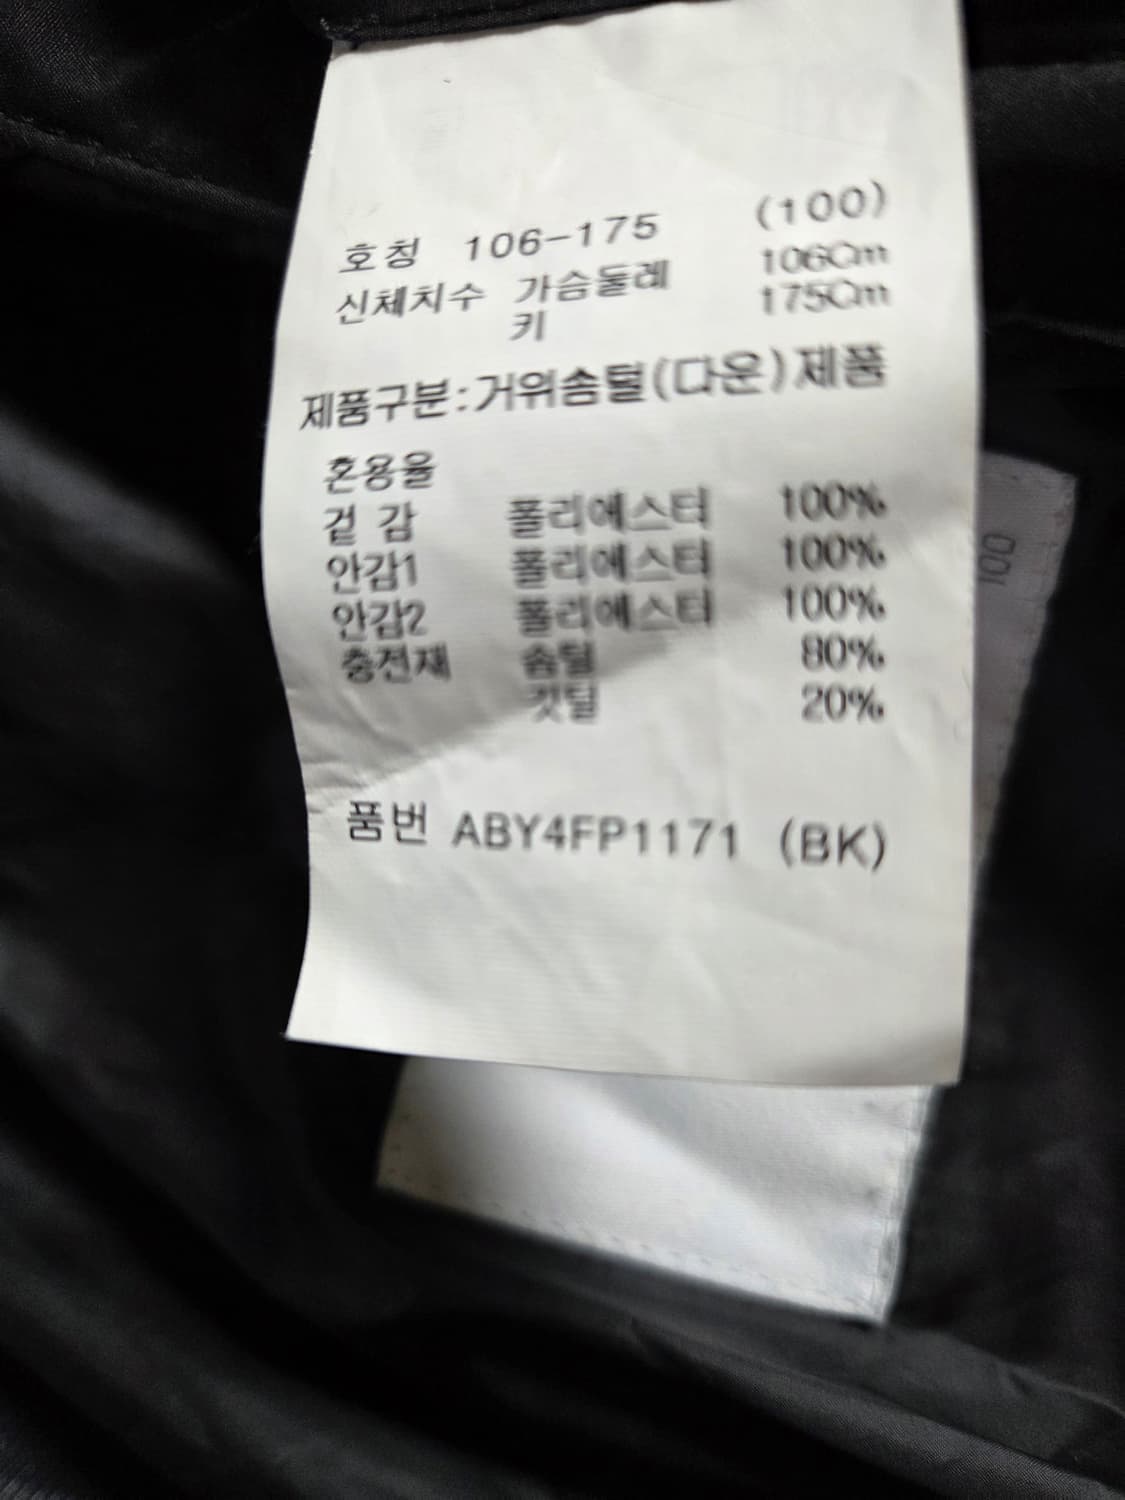 호칭 106-175 (100)
신체치수 가슴둘레 106Cm
키 175Cm
제품구분:거위솜털(다운)제품
혼용율
겉 감 폴리에스터 100%
안감1 폴리에스터 100%
안감2 폴리에스터 100%
충전재 솜털 80%
깃털 20%
품번 ABY4FP1171 (BK)
100